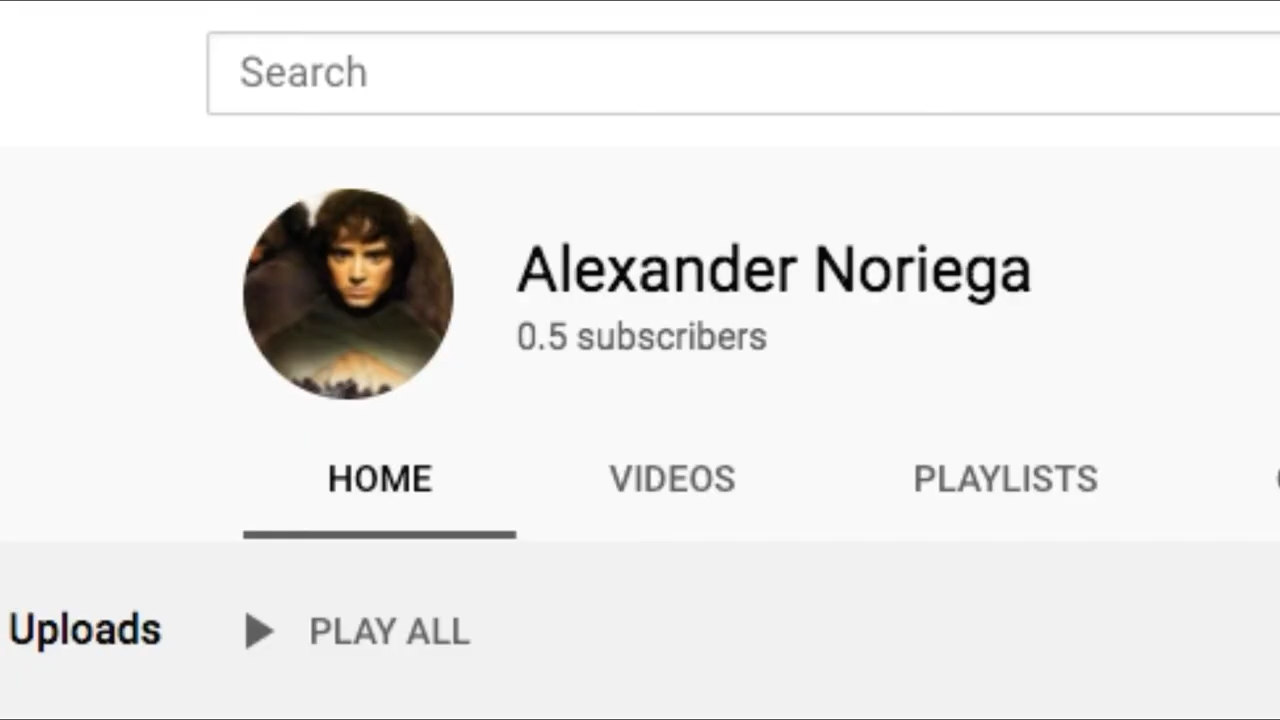 Search
Alexander Noriega
0.5 subscribers
HOME VIDEOS PLAYLISTS
Uploads PLAY ALL